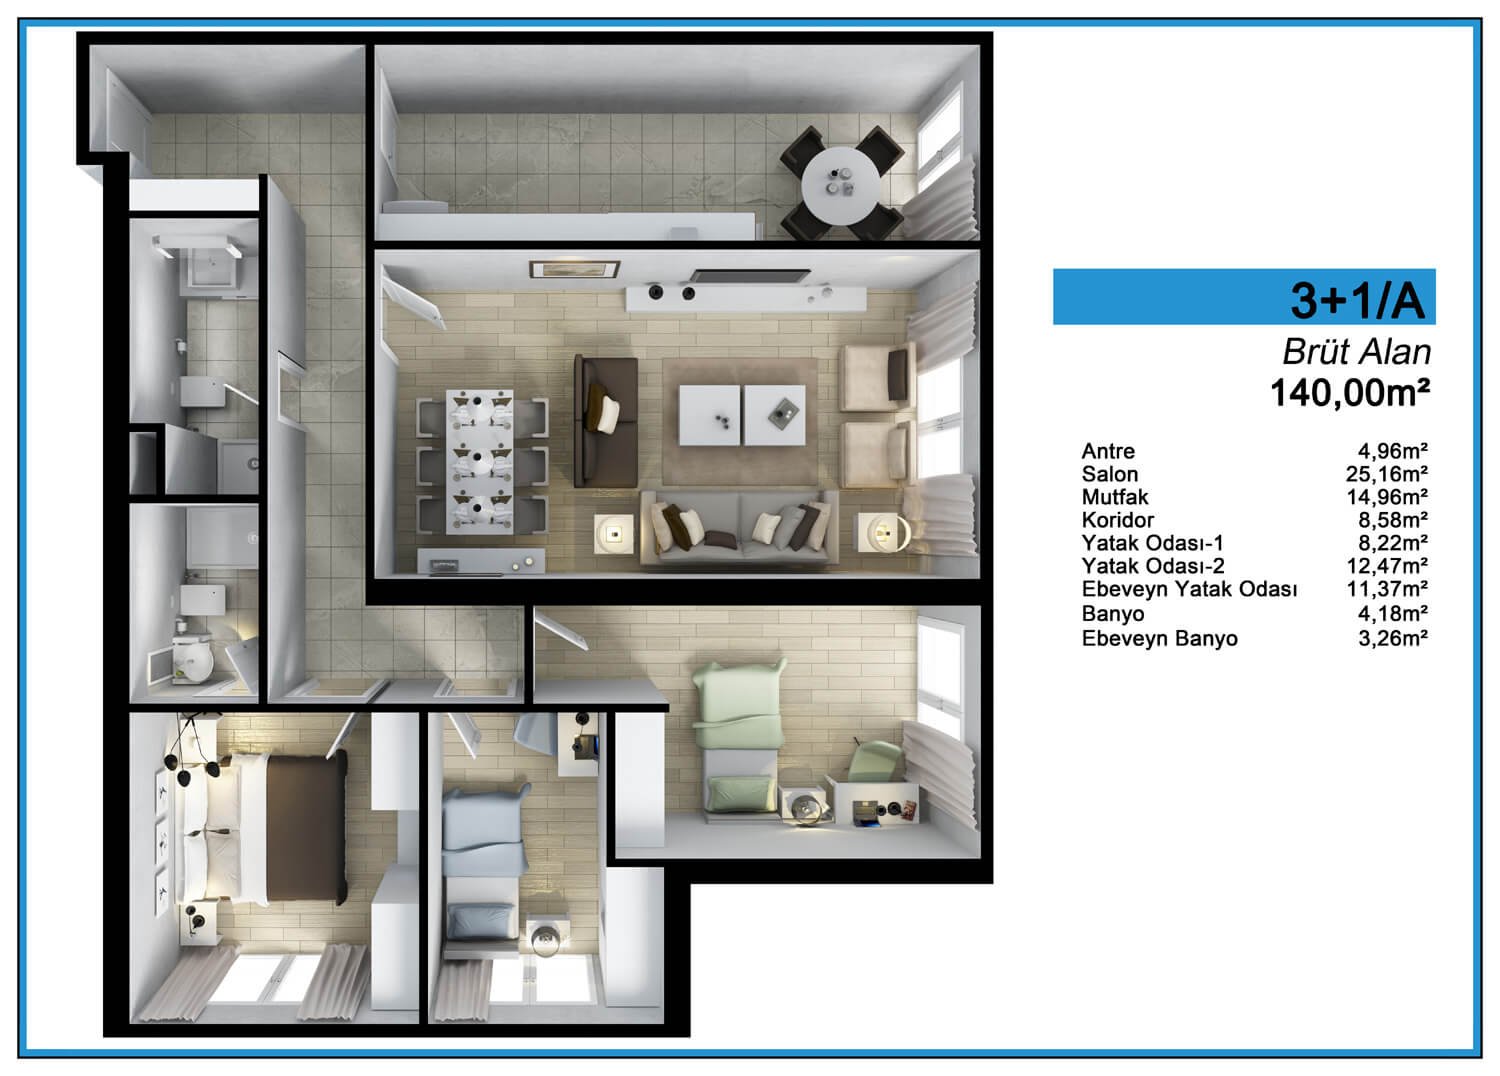 3+1/A
Brüt Alan
140,00m²
Antre 4,96m²
Salon 25,16m²
Mutfak 14,96m²
Koridor 8,58m²
Yatak Odası-1 8,22m²
Yatak Odası-2 12,47m²
Ebeveyn Yatak Odası 11,37m²
Banyo 4,18m²
Ebeveyn Banyo 3,26m²